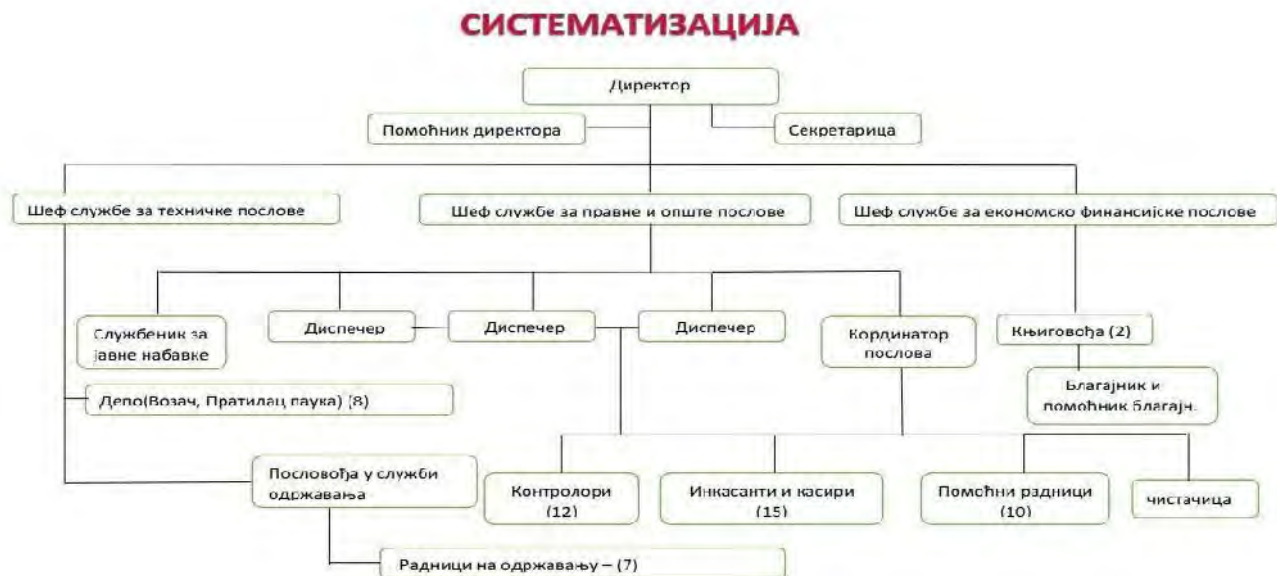 СИСТЕМАТИЗАЦИЈА
Директор
Помоћник директора
Секретарица
Шеф службе за техничке послове
Шеф службе за правне и опште послове
Шеф службе за економско финансијске послове
Службеник за
јавне набавке
Диспечер
Диспечер
Диспечер
Кординатор
послова
Књиговођа (2)
Благајник и
помоћник благајн.
Депо(Возач, Пратилац паука) (8)
Пословођа у служби
одржавања
Контролори
(12)
Инкасанти и касири
(15)
Помоћни радници
(10)
чистачица
Радници на одржавању – (7)